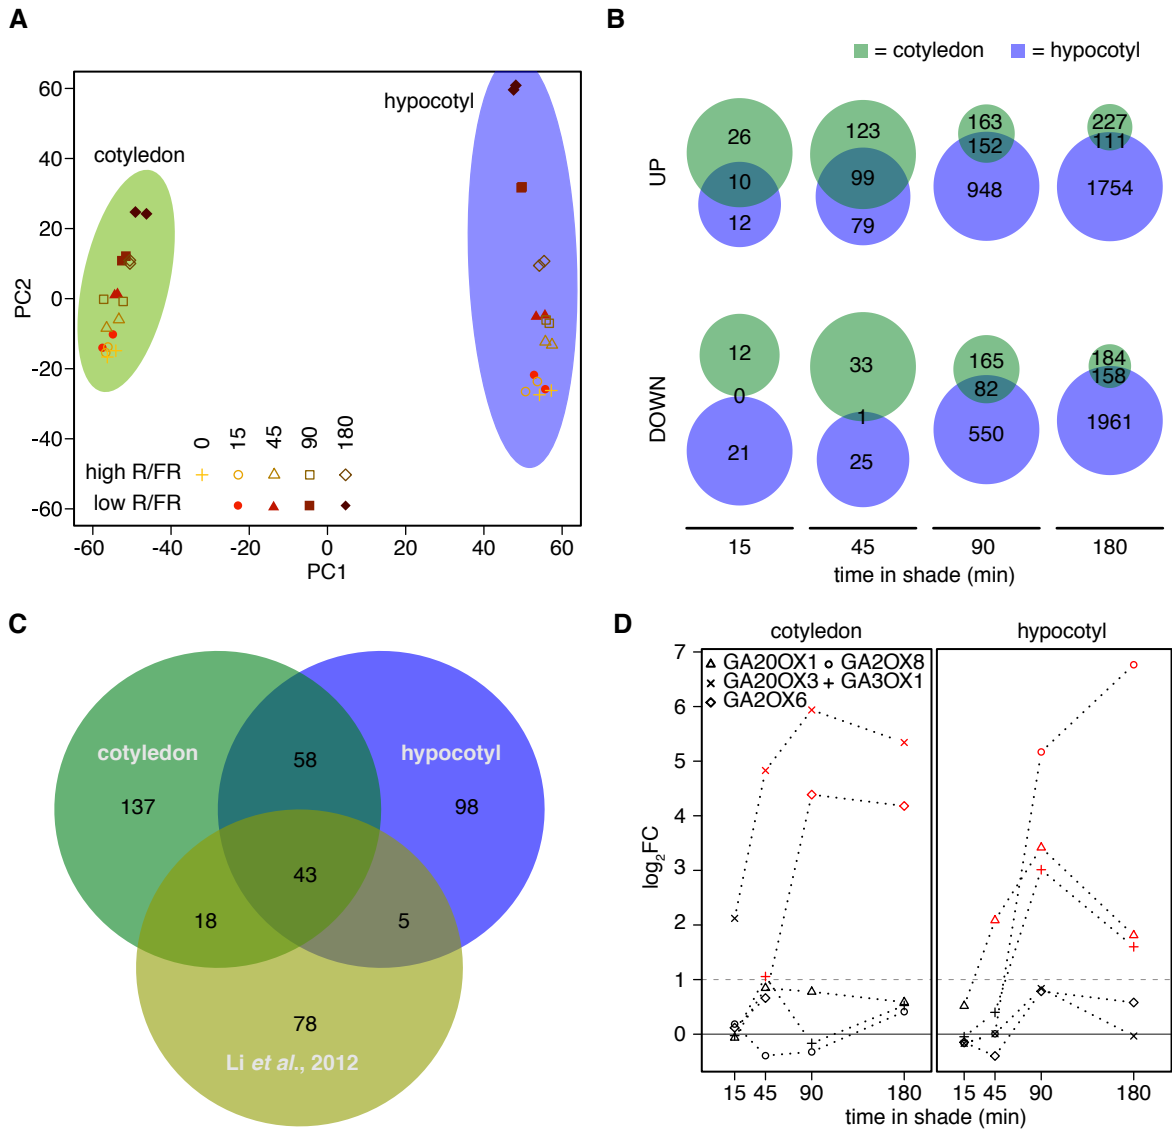 A
60
40
20
0
-20
-40
-60
PC2
cotyledon
hypocotyl
0 15 45 90 180
high R/FR
low R/FR
-60 -40 -20 0 20 40 60
PC1
B
= cotyledon = hypocotyl
UP
26 123 163 227
10 99 152 111
12 79 948 1754
DOWN
12 33 165 184
0 1 82 158
21 25 550 1961
15 45 90 180
time in shade (min)
C
cotyledon
137
58
hypocotyl
98
43
18
5
78
Li et al., 2012
D
cotyledon hypocotyl
7
6
5
4
3
2
1
0
log2FC
GA20OX1 GA2OX8
GA20OX3 GA3OX1
GA2OX6
15 45 90 180 15 45 90 180
time in shade (min)